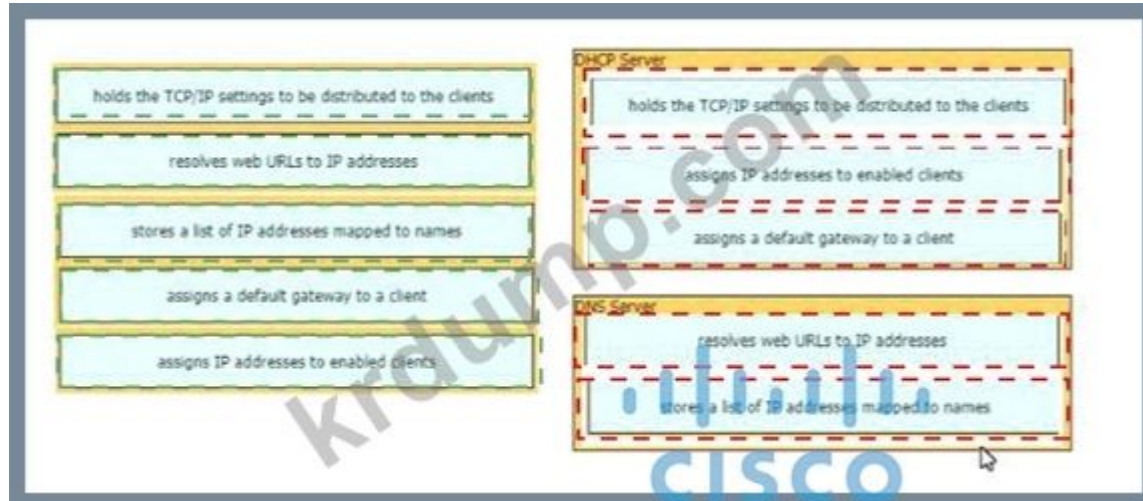 holds the TCP/IP settings to be distributed to the clients
resolves web URLs to IP addresses
stores a list of IP addresses mapped to names
assigns a default gateway to a client
assigns IP addresses to enabled clients
DHCP Server
holds the TCP/IP settings to be distributed to the clients
assigns IP addresses to enabled clients
assigns a default gateway to a client
DNS Server
resolves web URLs to IP addresses
stores a list of IP addresses mapped to names
krdump.com
CISCO